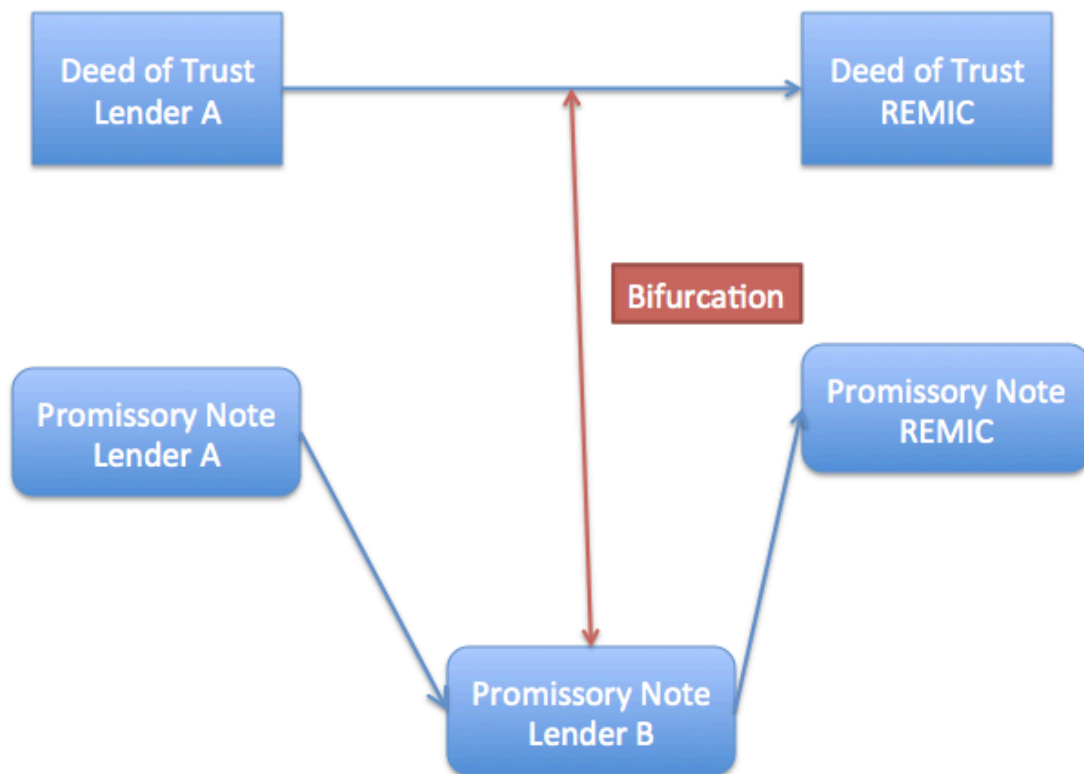 Deed of Trust
Lender A
Deed of Trust
REMIC
Bifurcation
Promissory Note
Lender A
Promissory Note
REMIC
Promissory Note
Lender B